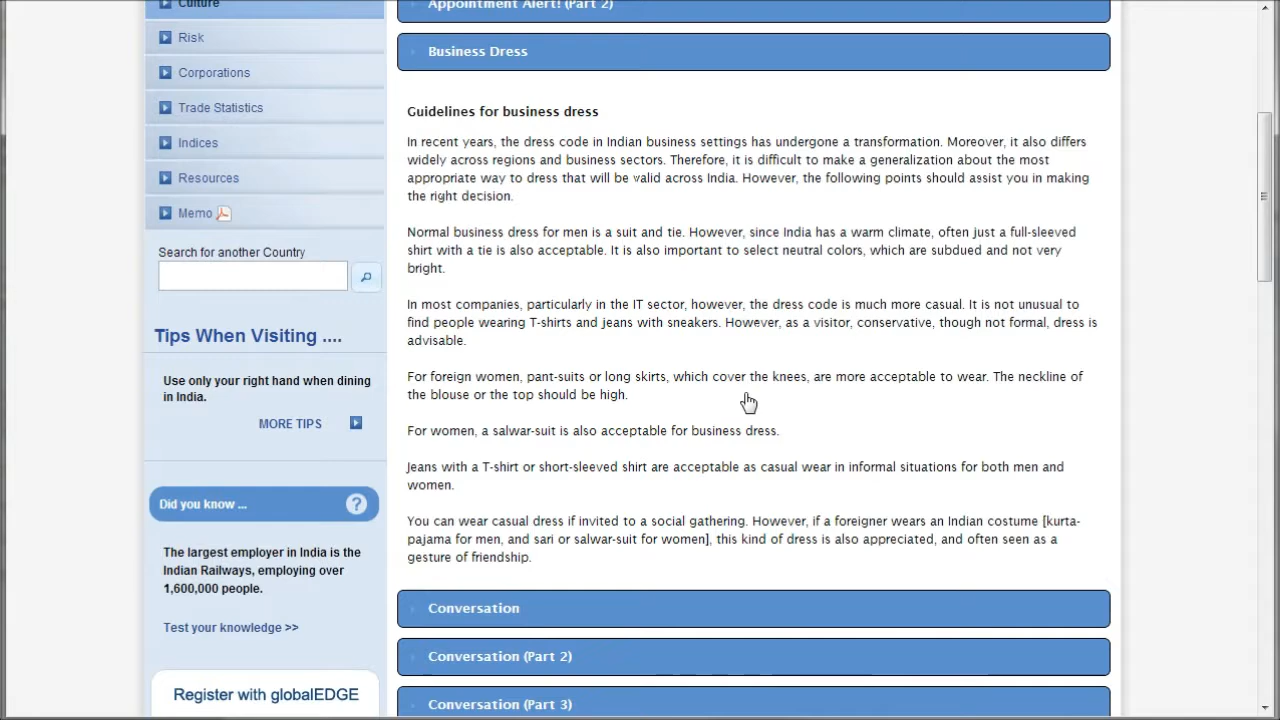 Culture
Risk
Corporations
Trade Statistics
Indices
Resources
Memo
Search for another Country
Tips When Visiting ....
Use only your right hand when dining
in India.
MORE TIPS
Did you know ...
?
The largest employer in India is the
Indian Railways, employing over
1,600,000 people.
Test your knowledge >>
Register with globalEDGE
Appointment Alert! (Part 2)
Business Dress
Guidelines for business dress
In recent years, the dress code in Indian business settings has undergone a transformation. Moreover, it also differs
widely across regions and business sectors. Therefore, it is difficult to make a generalization about the most
appropriate way to dress that will be valid across India. However, the following points should assist you in making
the right decision.
Normal business dress for men is a suit and tie. However, since India has a warm climate, often just a full-sleeved
shirt with a tie is also acceptable. It is also important to select neutral colors, which are subdued and not very
bright.
In most companies, particularly in the IT sector, however, the dress code is much more casual. It is not unusual to
find people wearing T-shirts and jeans with sneakers. However, as a visitor, conservative, though not formal, dress is
advisable.
For foreign women, pant-suits or long skirts, which cover the knees, are more acceptable to wear. The neckline of
the blouse or the top should be high.
For women, a salwar-suit is also acceptable for business dress.
Jeans with a T-shirt or short-sleeved shirt are acceptable as casual wear in informal situations for both men and
women.
You can wear casual dress if invited to a social gathering. However, if a foreigner wears an Indian costume [kurta-
pajama for men, and sari or salwar-suit for women], this kind of dress is also appreciated, and often seen as a
gesture of friendship.
Conversation
Conversation (Part 2)
Conversation (Part 3)